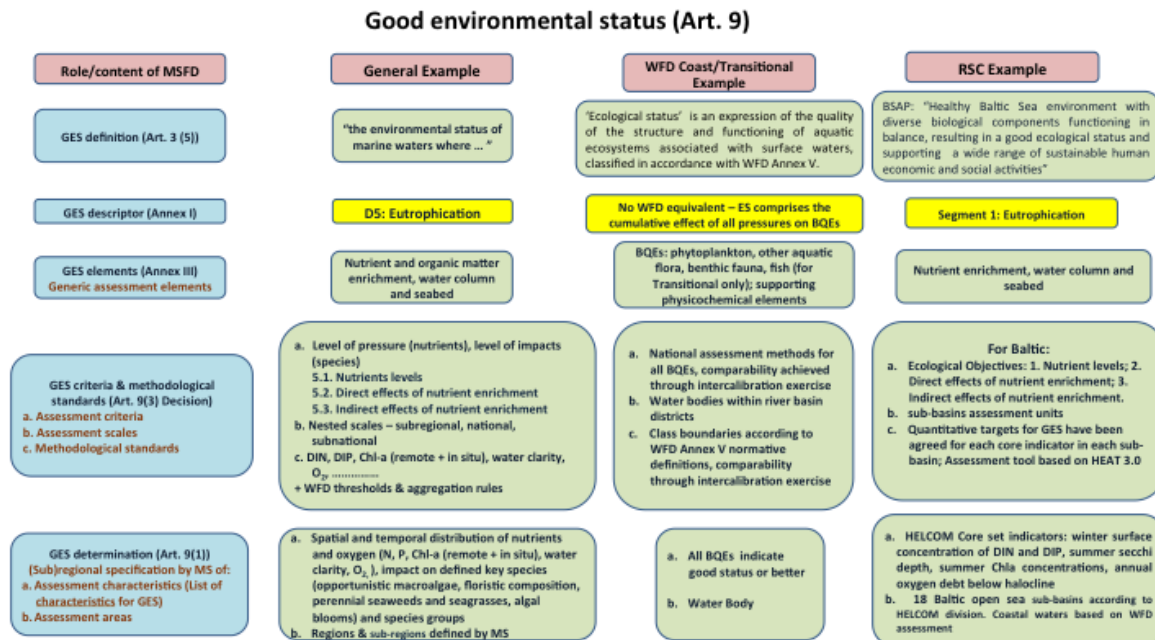 Good environmental status (Art. 9)
Role/content of MSFD
General Example
WFD Coast/Transitional
Example
RSC Example
GES definition (Art. 3 (5))
"the environmental status of
marine waters where … "
'Ecological status' is an expression of the quality
of the structure and functioning of aquatic
ecosystems associated with surface waters,
classified in accordance with WFD Annex V.
BSAP: "Healthy Baltic Sea environment with
diverse biological components functioning in
balance, resulting in a good ecological status and
supporting a wide range of sustainable human
economic and social activities"
GES descriptor (Annex I)
D5: Eutrophication
No WFD equivalent – ES comprises the
cumulative effect of all pressures on BQEs
Segment 1: Eutrophication
GES elements (Annex III)
Generic assessment elements
Nutrient and organic matter
enrichment, water column
and seabed
BQEs: phytoplankton, other aquatic
flora, benthic fauna, fish (for
Transitional only); supporting
physicochemical elements
Nutrient enrichment, water column and
seabed
GES criteria & methodological
standards (Art. 9(3) Decision)
a. Assessment criteria
b. Assessment scales
c. Methodological standards
a. Level of pressure (nutrients), level of impacts
(species)
5.1. Nutrients levels
5.2. Direct effects of nutrient enrichment
5.3. Indirect effects of nutrient enrichment
b. Nested scales – subregional, national,
subnational
c. DIN, DIP, Chl-a (remote + in situ), water clarity,
O2, ……………
+ WFD thresholds & aggregation rules
a. National assessment methods for
all BQEs, comparability achieved
through intercalibration exercise
b. Water bodies within river basin
districts
c. Class boundaries according to
WFD Annex V normative
definitions, comparability
through intercalibration exercise
For Baltic:
a. Ecological Objectives: 1. Nutrient levels; 2.
Direct effects of nutrient enrichment; 3.
Indirect effects of nutrient enrichment.
b. sub-basins assessment units
c. Quantitative targets for GES have been
agreed for each core indicator in each sub-
basin; Assessment tool based on HEAT 3.0
GES determination (Art. 9(1))
(Sub)regional specification by MS of:
a. Assessment characteristics (List of
characteristics for GES)
b. Assessment areas
a. Spatial and temporal distribution of nutrients
and oxygen (N, P, Chl-a (remote + in situ), water
clarity, O2, ), impact on defined key species
(opportunistic macroalgae, floristic composition,
perennial seaweeds and seagrasses, algal
blooms) and species groups
b. Regions & sub-regions defined by MS
a. All BQEs indicate
good status or better
b. Water Body
a. HELCOM Core set indicators: winter surface
concentration of DIN and DIP, summer secchi
depth, summer Chla concentrations, annual
oxygen debt below halocline
b. 18 Baltic open sea sub-basins according to
HELCOM division. Coastal waters based on WFD
assessment